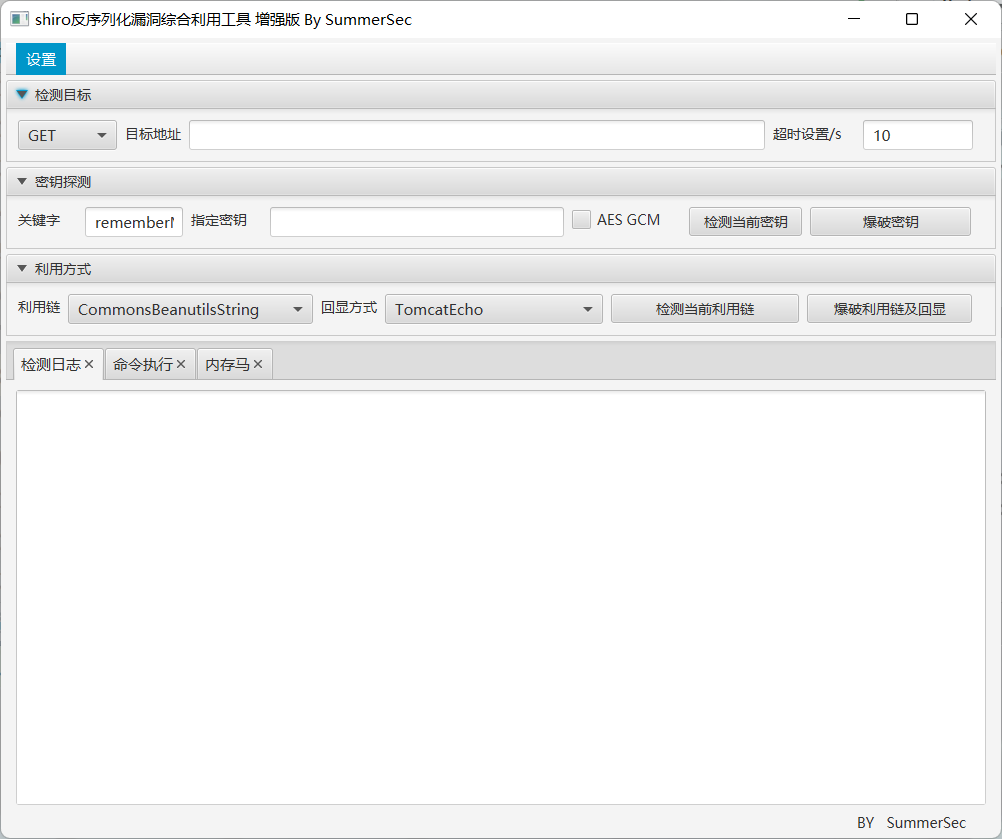 shiro反序列化漏洞综合利用工具 增强版 By SummerSec
设置
检测目标
GET 目标地址 超时设置/s 10
密钥探测
关键字 remember 指定密钥 AES GCM 检测当前密钥 爆破密钥
利用方式
利用链 CommonsBeanutilsString 回显方式 TomcatEcho 检测当前利用链 爆破利用链及回显
检测日志 命令执行 内存马
BY SummerSec